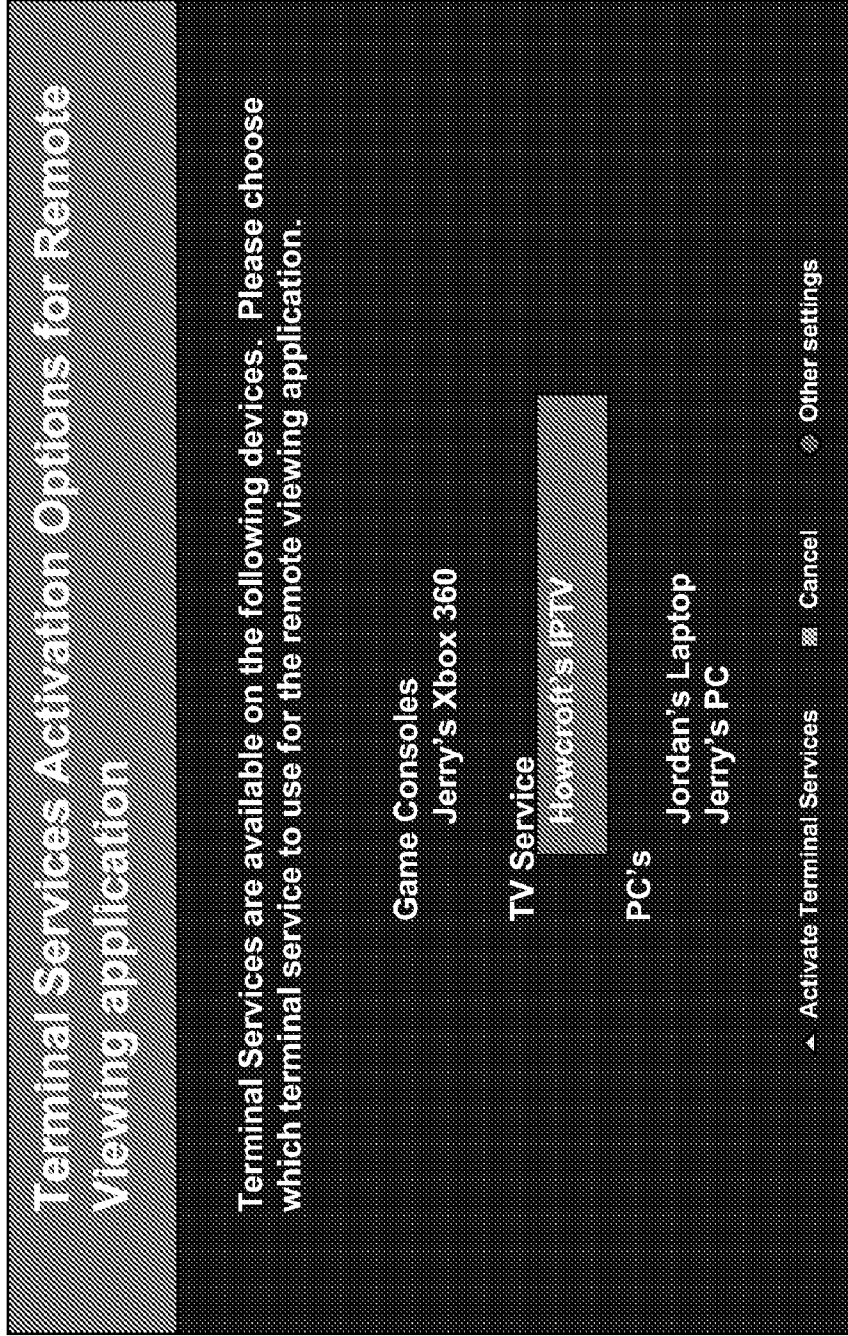 Terminal Services Activation Options for Remote
Viewing application
Terminal Services are available on the following devices. Please choose
which terminal service to use for the remote viewing application.
Game Consoles
Jerry's Xbox 360
TV Service
Howcroft's IPTV
PC's
Jordan's Laptop
Jerry's PC
Activate Terminal Services Cancel Other settings